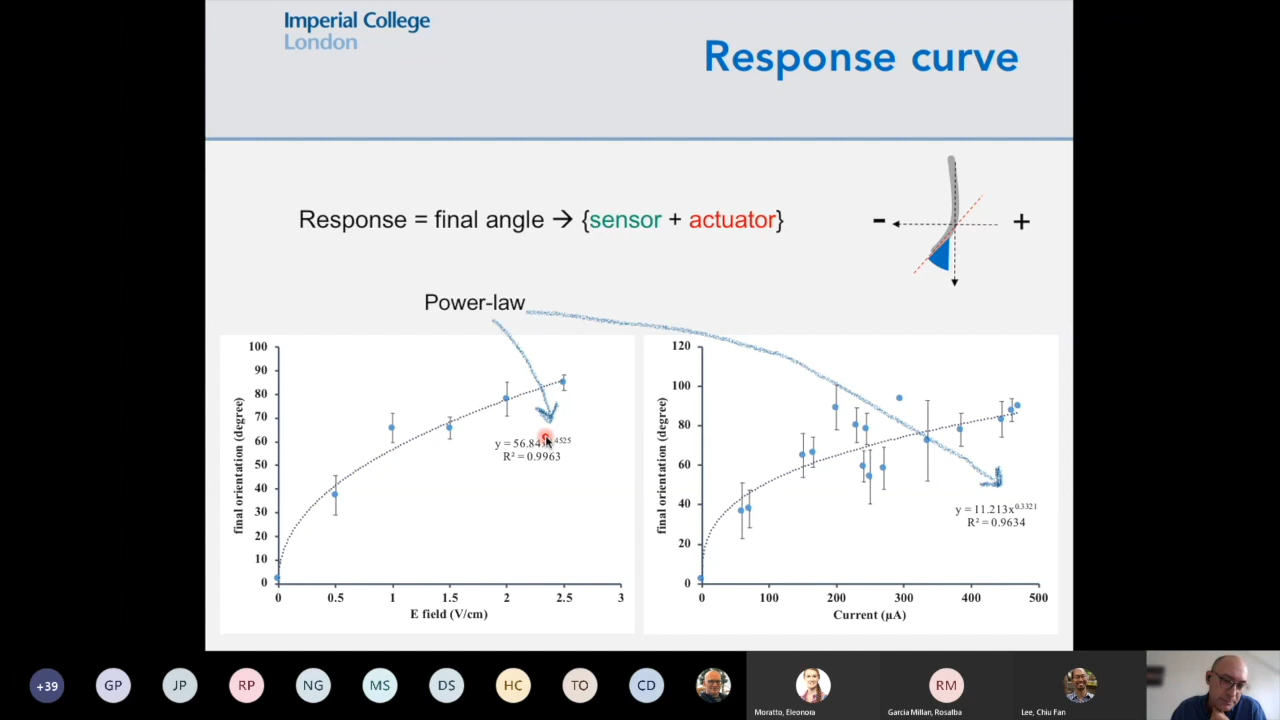 Imperial College
London
Response curve
Response = final angle → {sensor + actuator}
-
+
Power-law
100
90
80
70
60
50
40
30
20
10
0
final orientation (degree)
R² = 0.9963
0 0.5 1 1.5 2 2.5 3
E field (V/cm)
120
100
80
60
40
20
0
final orientation (degree)
y = 11.213x^0.3321
R² = 0.9634
0 100 200 300 400 500
Current (µA)
+39 GP JP RP NG MS DS HC TO CD RM
Moratto, Eleonora
Garcia Millan, Rosalba
Lee, Chiu Fan